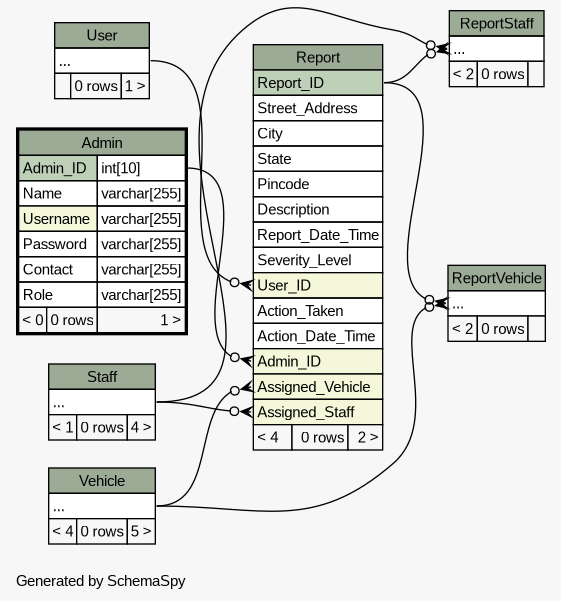 User
...
0 rows 1 >
Admin
Admin_ID int[10]
Name varchar[255]
Username varchar[255]
Password varchar[255]
Contact varchar[255]
Role varchar[255]
< 0 0 rows 1 >
Staff
...
< 1 0 rows 4 >
Vehicle
...
< 4 0 rows 5 >
Report
Report_ID
Street_Address
City
State
Pincode
Description
Report_Date_Time
Severity_Level
User_ID
Action_Taken
Action_Date_Time
Admin_ID
Assigned_Vehicle
Assigned_Staff
< 4 0 rows 2 >
ReportStaff
...
< 2 0 rows
ReportVehicle
...
< 2 0 rows
Generated by SchemaSpy